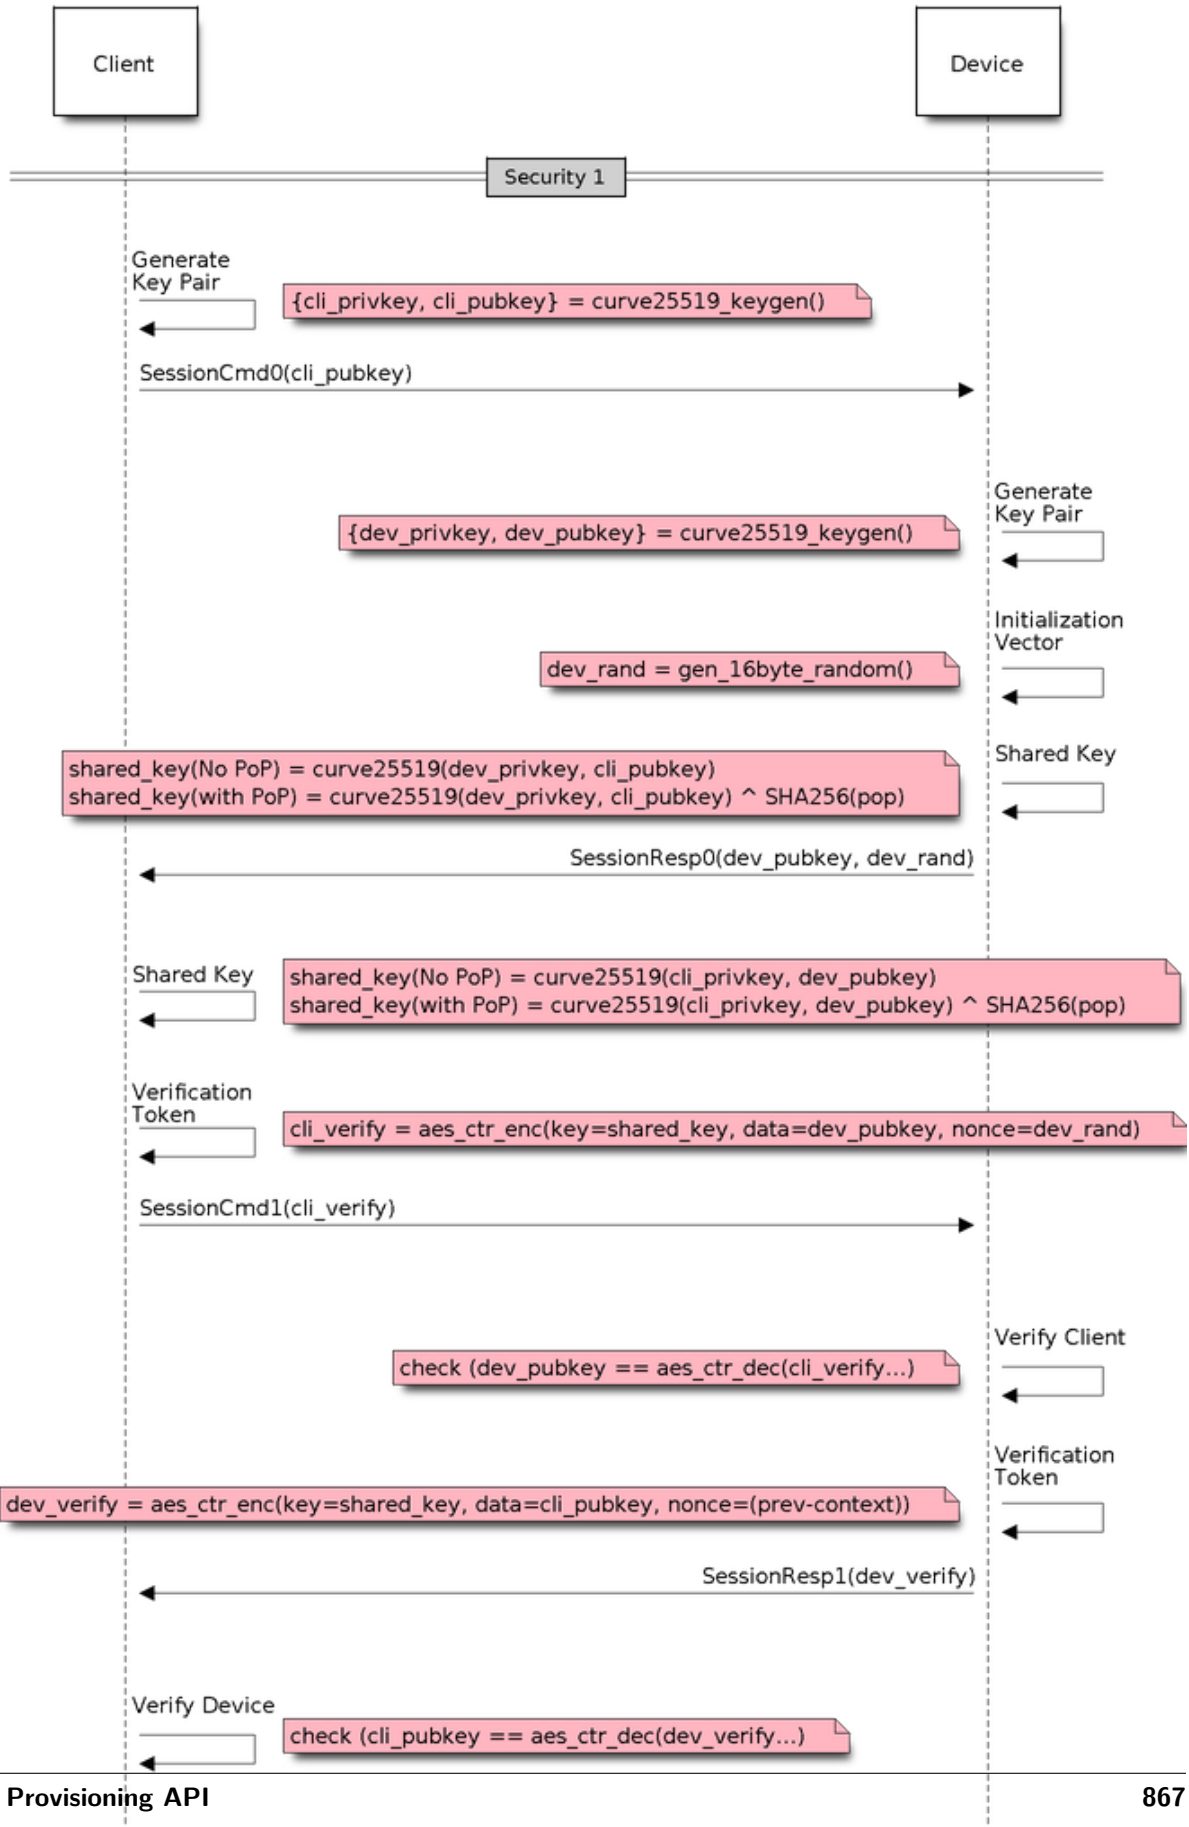 Client
Device
Security 1
Generate
Key Pair
{cli_privkey, cli_pubkey} = curve25519_keygen()
SessionCmd0(cli_pubkey)
Generate
Key Pair
{dev_privkey, dev_pubkey} = curve25519_keygen()
Initialization
Vector
dev_rand = gen_16byte_random()
Shared Key
shared_key(No PoP) = curve25519(dev_privkey, cli_pubkey)
shared_key(with PoP) = curve25519(dev_privkey, cli_pubkey) ^ SHA256(pop)
SessionResp0(dev_pubkey, dev_rand)
Shared Key
shared_key(No PoP) = curve25519(cli_privkey, dev_pubkey)
shared_key(with PoP) = curve25519(cli_privkey, dev_pubkey) ^ SHA256(pop)
Verification
Token
cli_verify = aes_ctr_enc(key=shared_key, data=dev_pubkey, nonce=dev_rand)
SessionCmd1(cli_verify)
Verify Client
check (dev_pubkey == aes_ctr_dec(cli_verify...)
Verification
Token
dev_verify = aes_ctr_enc(key=shared_key, data=cli_pubkey, nonce=(prev-context))
SessionResp1(dev_verify)
Verify Device
check (cli_pubkey == aes_ctr_dec(dev_verify...)
Provisioning API
867